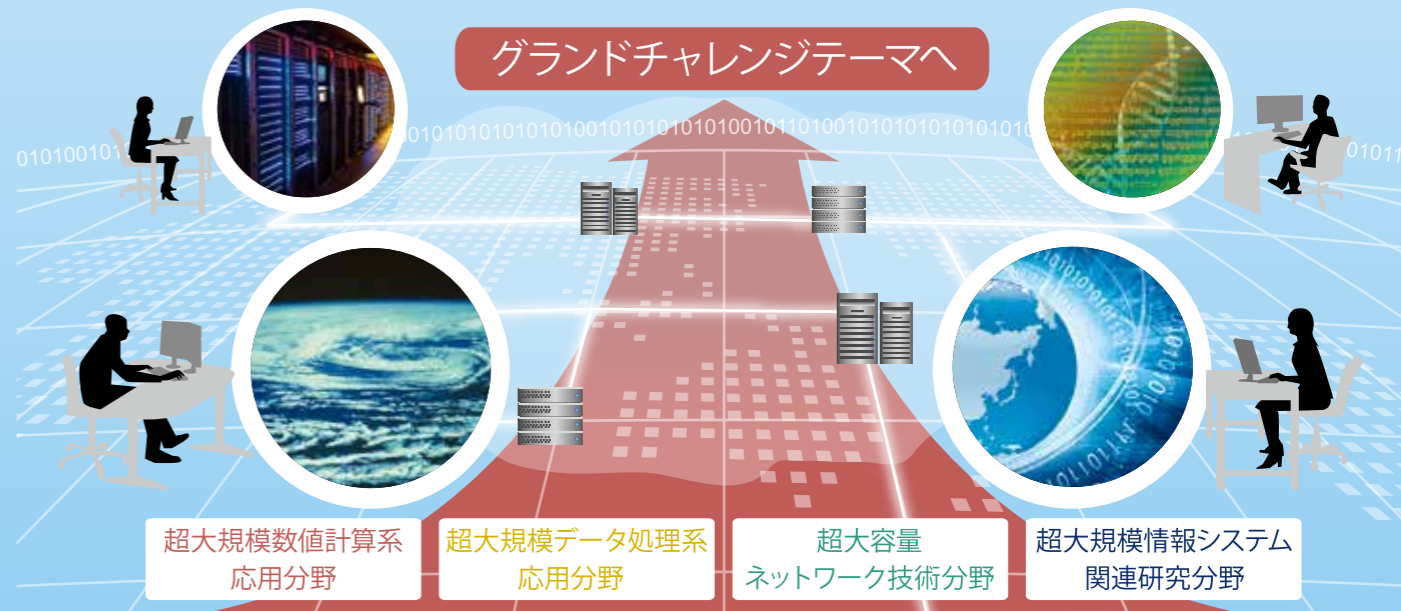 グランドチャレンジテーマへ
超大規模数値計算系
応用分野
超大規模データ処理系
応用分野
超大容量
ネットワーク技術分野
超大規模情報システム
関連研究分野